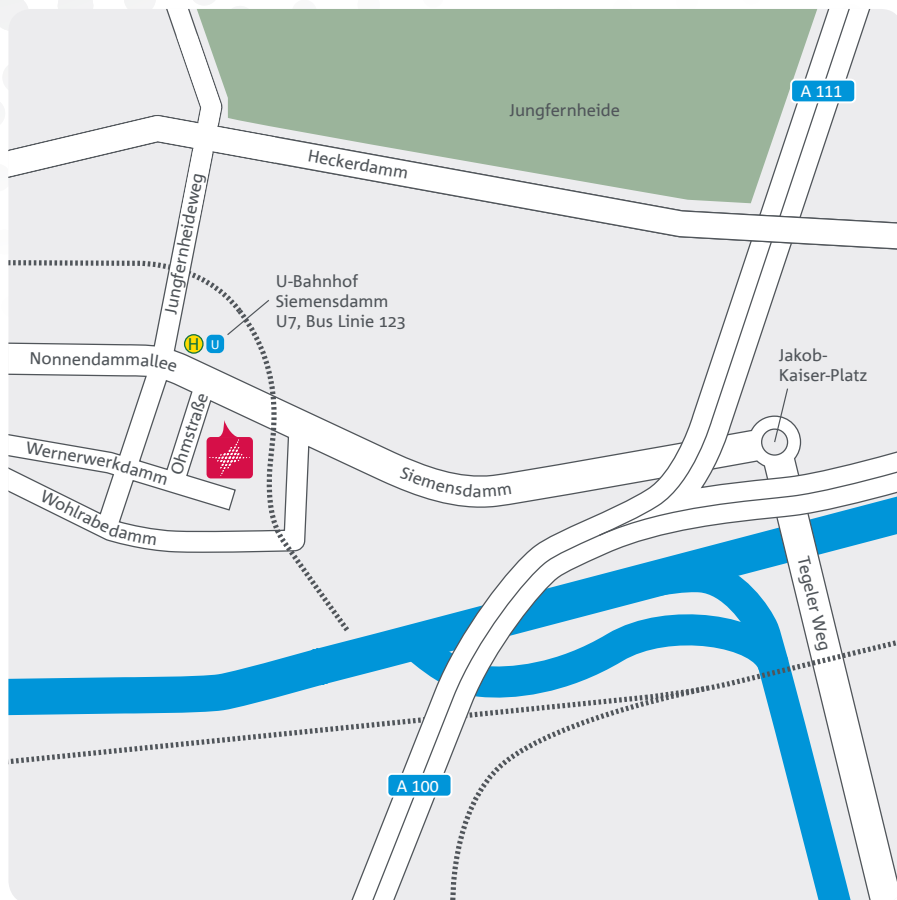 A 111
Jungfernheide
Heckerdamm
Jungfernheideweg
U-Bahnhof
Siemensdamm
U7, Bus Linie 123
H U
Nonnendammallee
Jakob-
Kaiser-Platz
Ohmstraße
Wernerwerkdamm
Siemensdamm
Wohlrabedamm
Tegeler Weg
A 100